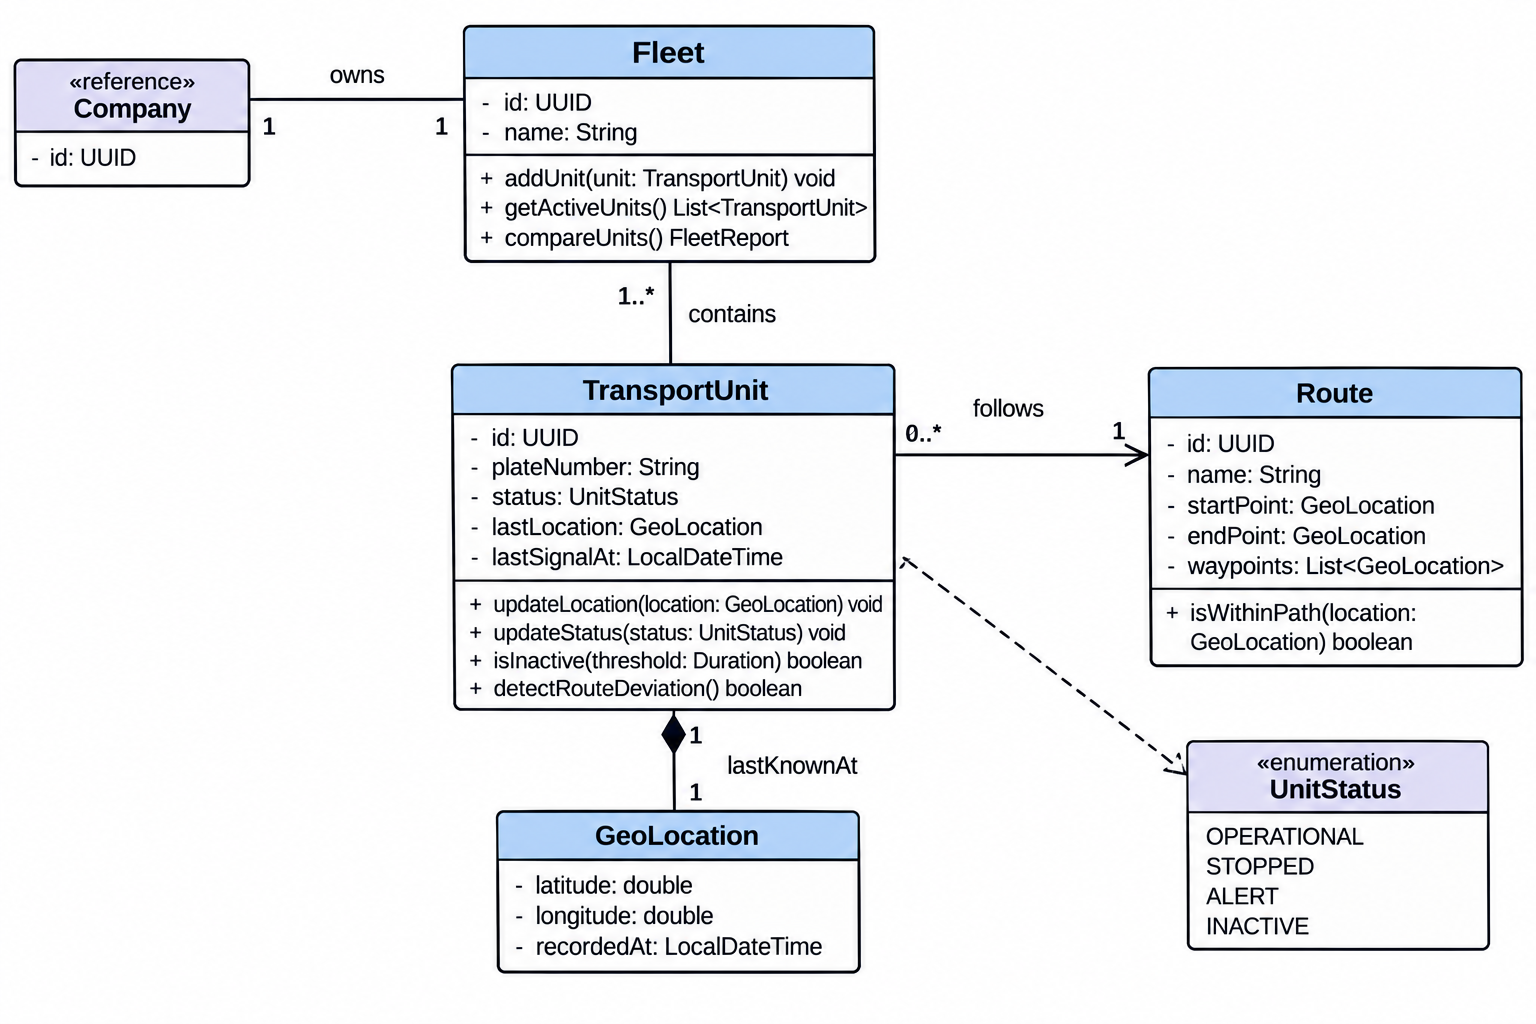 «reference»
Company
- id: UUID
owns
1
1
Fleet
- id: UUID
- name: String
+ addUnit(unit: TransportUnit) void
+ getActiveUnits() List<TransportUnit>
+ compareUnits() FleetReport
1..*
contains
TransportUnit
- id: UUID
- plateNumber: String
- status: UnitStatus
- lastLocation: GeoLocation
- lastSignalAt: LocalDateTime
+ updateLocation(location: GeoLocation) void
+ updateStatus(status: UnitStatus) void
+ isInactive(threshold: Duration) boolean
+ detectRouteDeviation() boolean
follows
0..*
1
Route
- id: UUID
- name: String
- startPoint: GeoLocation
- endPoint: GeoLocation
- waypoints: List<GeoLocation>
+ isWithinPath(location:
GeoLocation) boolean
1
lastKnownAt
1
GeoLocation
- latitude: double
- longitude: double
- recordedAt: LocalDateTime
«enumeration»
UnitStatus
OPERATIONAL
STOPPED
ALERT
INACTIVE